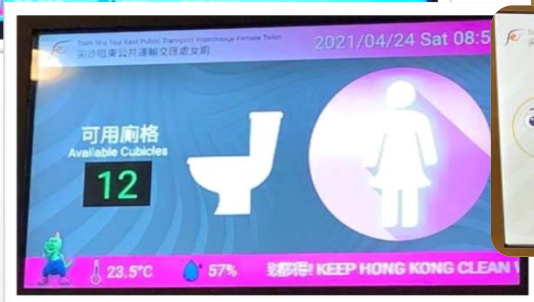 Tsim Sha Tsui East Public Transport Interchange Female Toilet
尖沙咀東公共運輸交匯處女廁
2021/04/24 Sat 08:5
可用廁格
Available Cubicles
12
23.5°C
57%
KEEP HONG KONG CLEAN